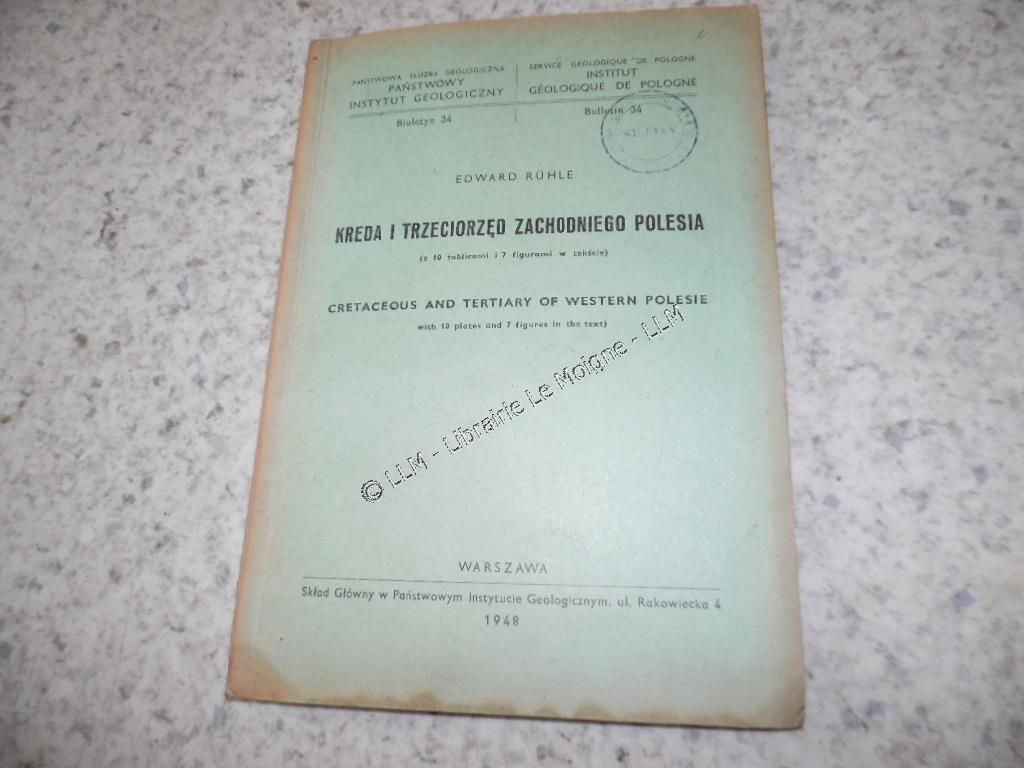 PAŃSTWOWA SŁUŻBA GEOLOGICZNA
PAŃSTWOWY
INSTYTUT GEOLOGICZNY
Biuletyn 34
SERVICE GEOLOGIQUE DE POLOGNE
INSTITUT
GÉOLOGIQUE DE POLOGNE
Bulletin 34
EDWARD RÜHLE
KREDA I TRZECIORZĘD ZACHODNIEGO POLESIA
(z 10 tablicami i 7 figurami w tekście)
CRETACEOUS AND TERTIARY OF WESTERN POLESIE
with 10 plates and 7 figures in the text)
© LLM - Librairie Le Moigne - LLM
WARSZAWA
Skład Główny w Państwowym Instytucie Geologicznym, ul. Rakowiecka 4
1948